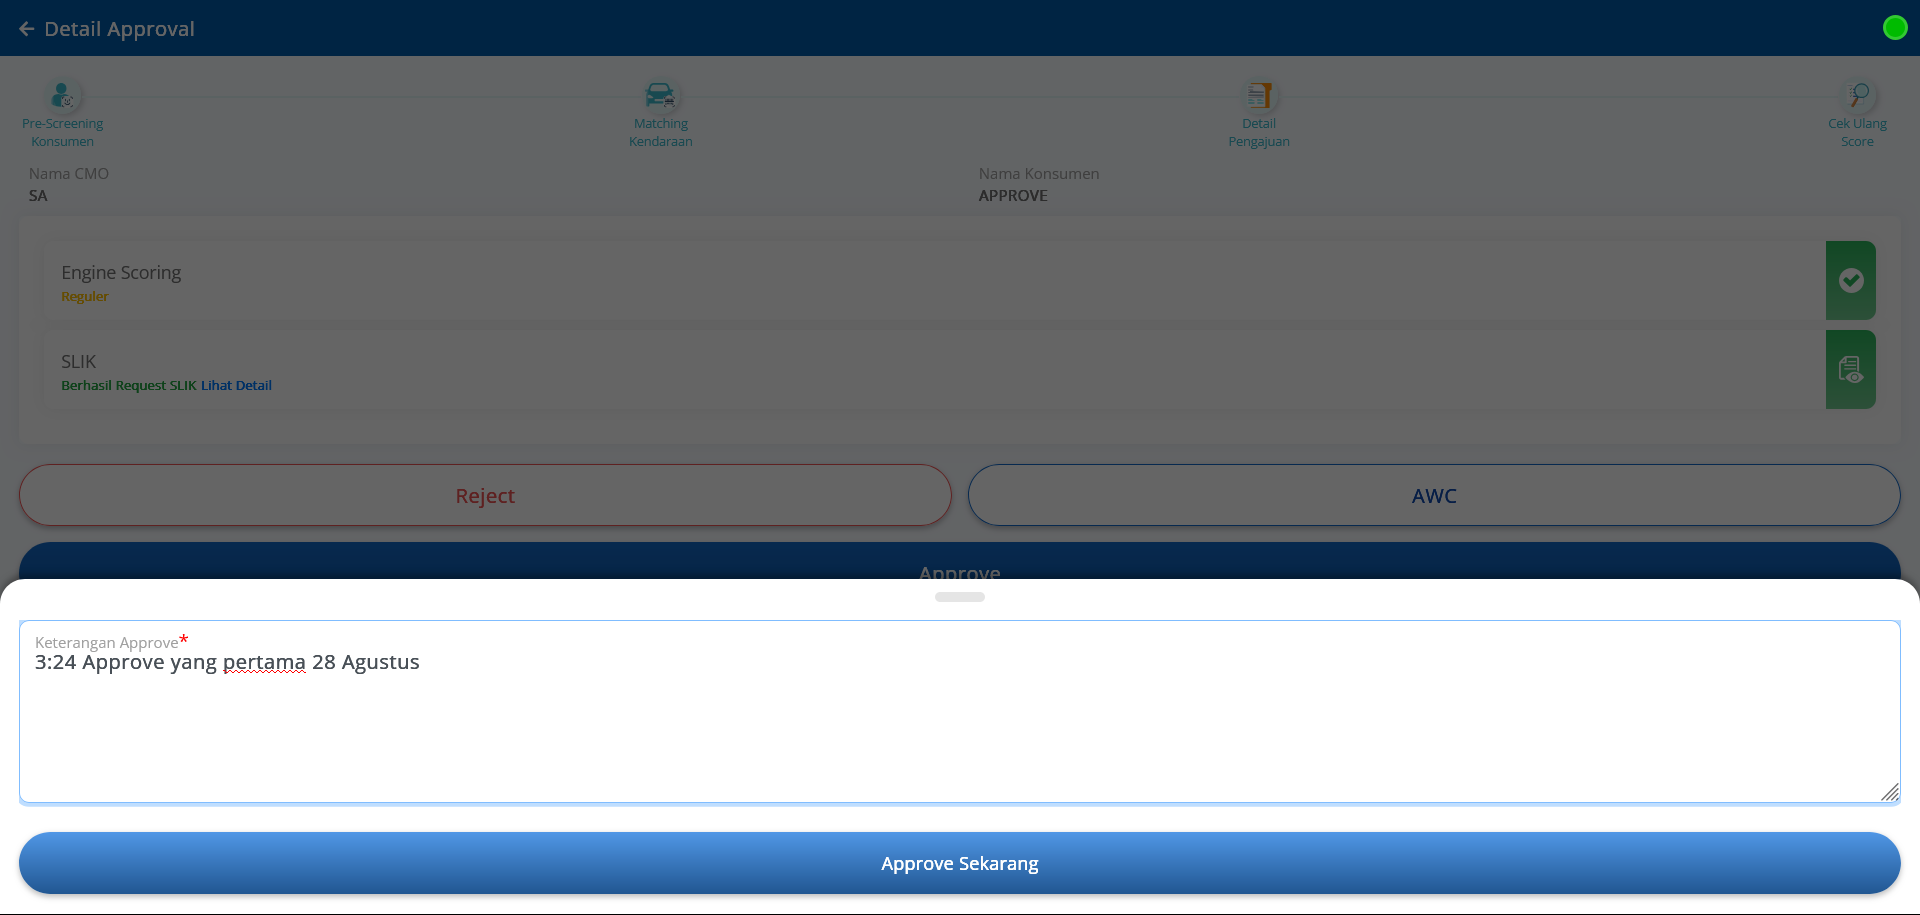 Detail Approval
Pre-Screening
Konsumen
Matching
Kendaraan
Detail
Pengajuan
Cek Ulang
Score
Nama CMO
SA
Nama Konsumen
APPROVE
Engine Scoring
Reguler
SLIK
Berhasil Request SLIK Lihat Detail
Reject
AWC
Approve
Keterangan Approve*
3:24 Approve yang pertama 28 Agustus
Approve Sekarang